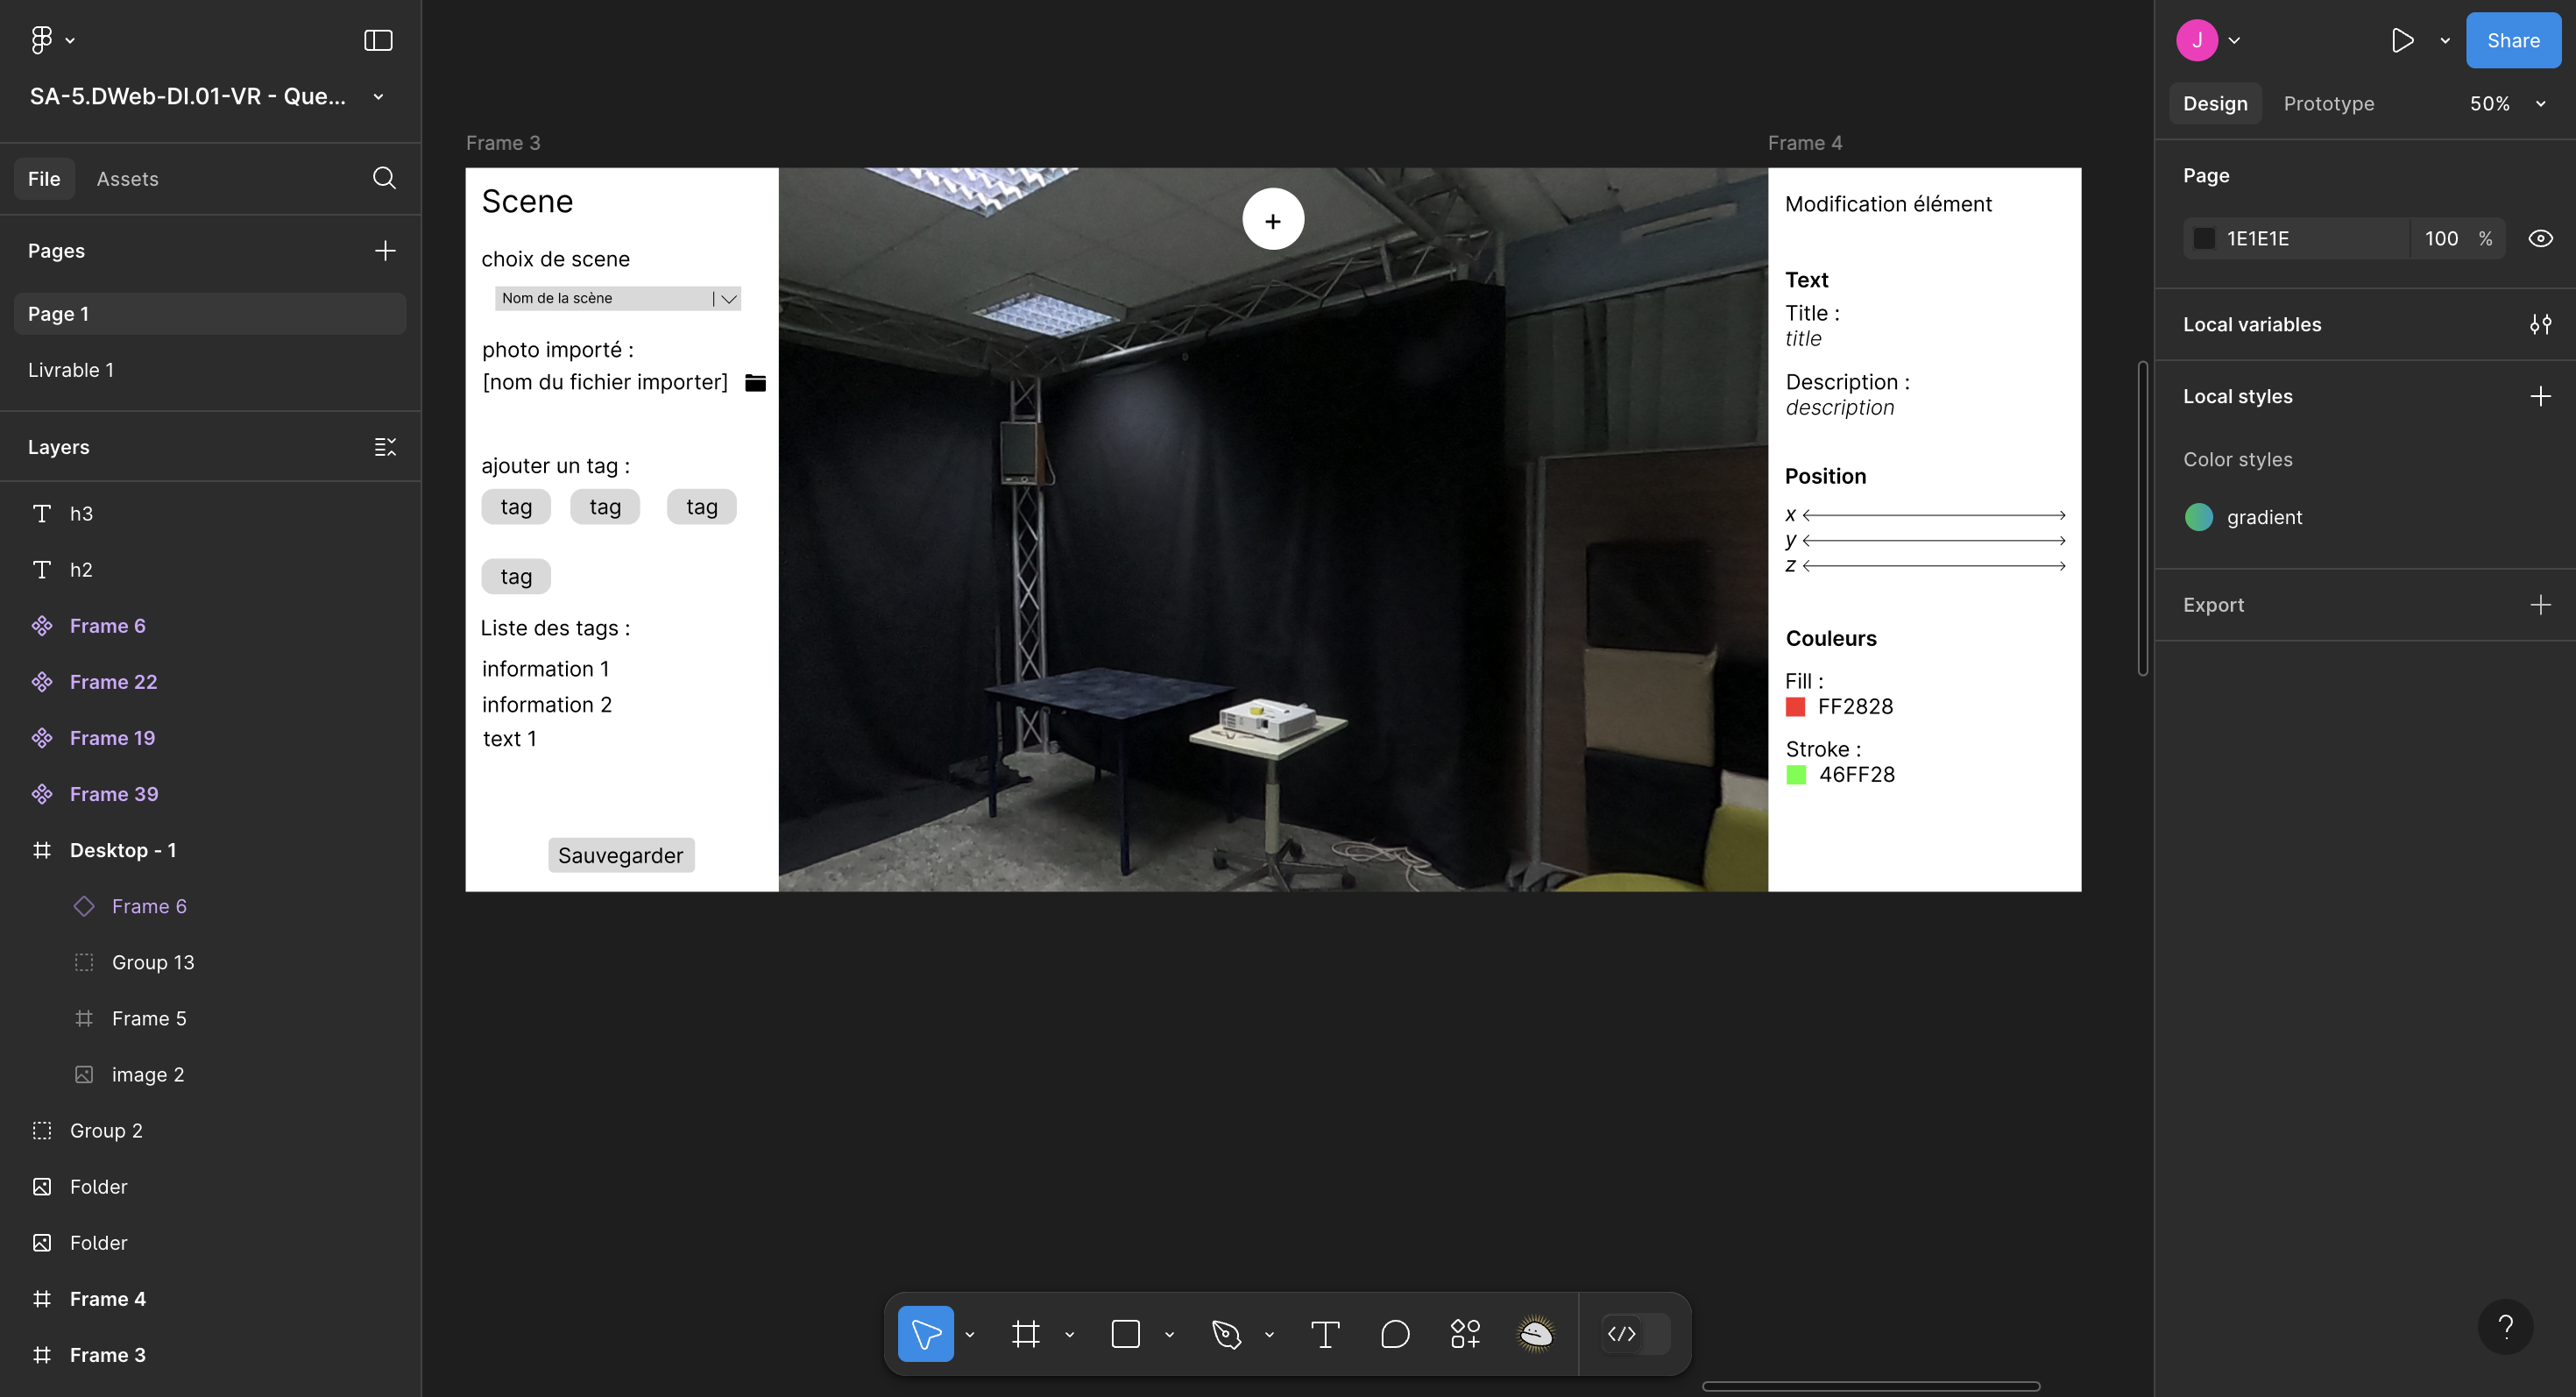 SA-5.DWeb-DI.01-VR - Que...
File Assets
Pages
Page 1
Livrable 1
Layers
h3
h2
Frame 6
Frame 22
Frame 19
Frame 39
Desktop - 1
Frame 6
Group 13
Frame 5
image 2
Group 2
Folder
Folder
Frame 4
Frame 3
Frame 3
Scene
choix de scene
Nom de la scène
photo importé :
[nom du fichier importer]
ajouter un tag :
tag tag tag
tag
Liste des tags :
information 1
information 2
text 1
Sauvegarder
+
Frame 4
Modification élément
Text
Title :
title
Description :
description
Position
x
y
z
Couleurs
Fill :
FF2828
Stroke :
46FF28
J
Share
Design Prototype 50%
Page
1E1E1E 100 %
Local variables
Local styles
Color styles
gradient
Export
?